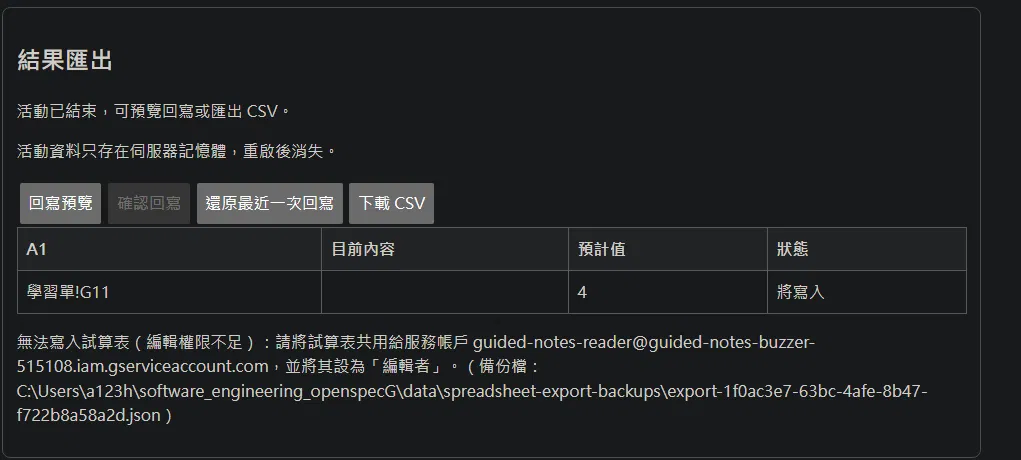 結果匯出
活動已結束，可預覽回寫或匯出 CSV。
活動資料只存在伺服器記憶體，重啟後消失。
回寫預覽 確認回寫 還原最近一次回寫 下載 CSV
A1 目前內容 預計值 狀態
學習單!G11 4 將寫入
無法寫入試算表（編輯權限不足）：請將試算表共用給服務帳戶 guided-notes-reader@guided-notes-buzzer-
515108.iam.gserviceaccount.com，並將其設為「編輯者」。（備份檔：
C:\Users\a123h\software_engineering_openspecG\data\spreadsheet-export-backups\export-1f0ac3e7-63bc-4afe-8b47-
f722b8a58a2d.json）